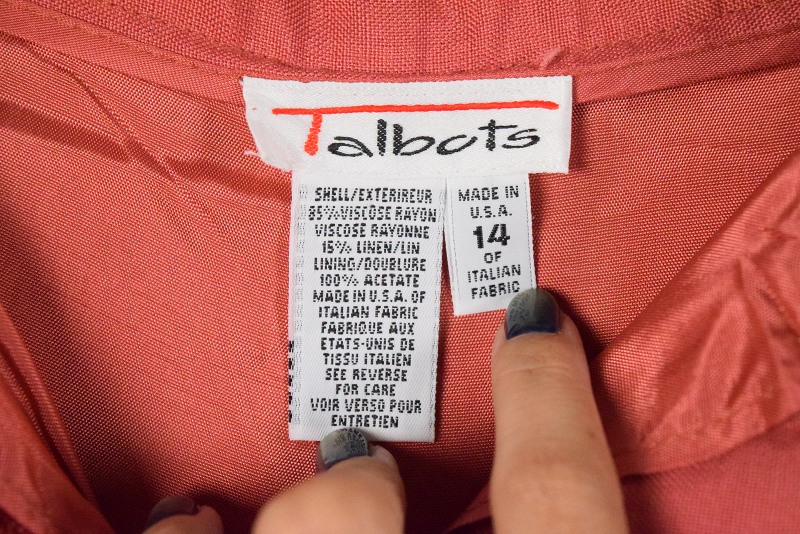 Talbots
SHELL/EXTERIREUR
85% VISCOSE RAYON
VISCOSE RAYONNE
15% LINEN/LIN
LINING/DOUBLURE
100% ACETATE
MADE IN U.S.A. OF
ITALIAN FABRIC
FABRIQUE AUX
ETATS-UNIS DE
TISSU ITALIEN
SEE REVERSE
FOR CARE
VOIR VERSO POUR
ENTRETIEN
MADE IN
U.S.A.
14
OF
ITALIAN
FABRIC